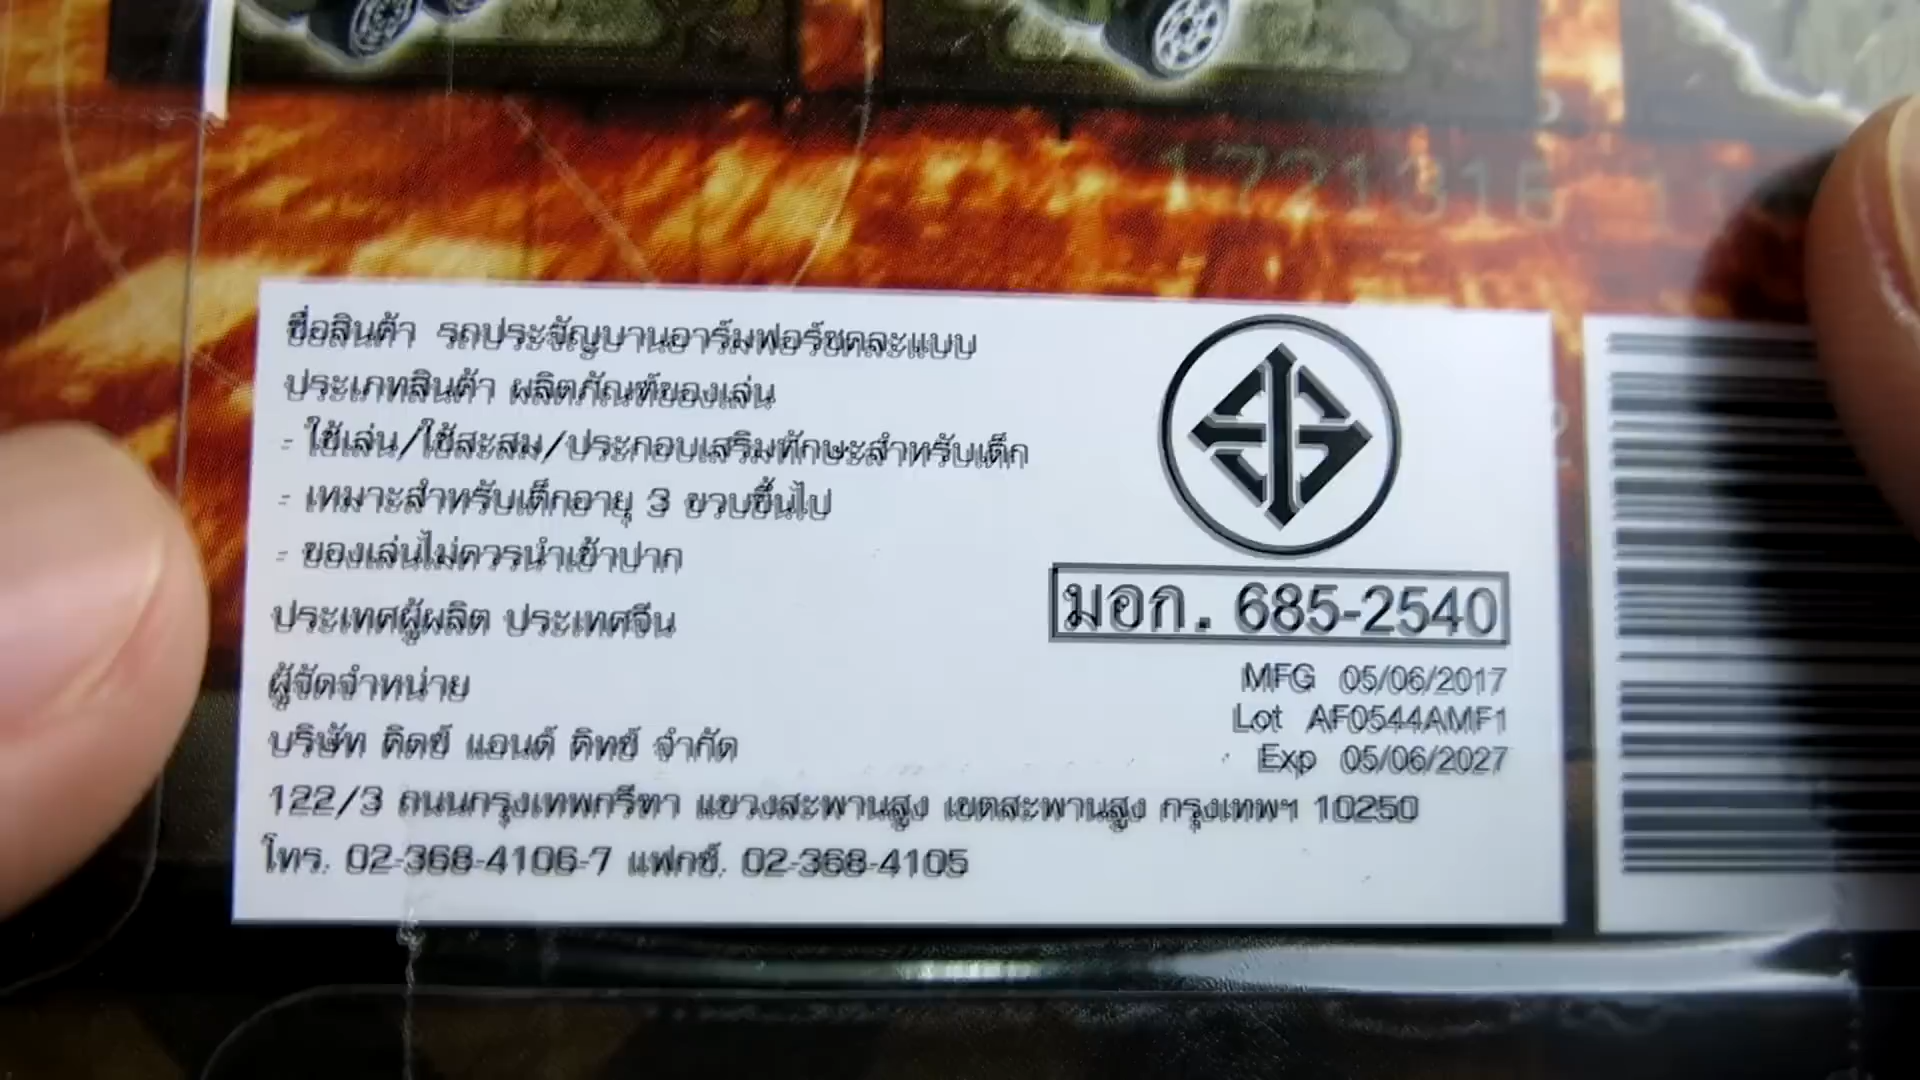 1721316
ชื่อสินค้า รถประจัญบานอาร์มฟอร์ซคละแบบ
ประเภทสินค้า ผลิตภัณฑ์ของเล่น
- ใช้เล่น/ใช้สะสม/ประกอบเสริมทักษะสำหรับเด็ก
- เหมาะสำหรับเด็กอายุ 3 ขวบขึ้นไป
- ของเล่นไม่ควรนำเข้าปาก
ประเทศผู้ผลิต ประเทศจีน
ผู้จัดจำหน่าย
บริษัท คิดย์ แอนด์ คิทย์ จำกัด
122/3 ถนนกรุงเทพกรีฑา แขวงสะพานสูง เขตสะพานสูง กรุงเทพฯ 10250
โทร. 02-368-4106-7 แฟกซ์. 02-368-4105
มอก. 685-2540
MFG 05/06/2017
Lot AF0544AMF1
Exp 05/06/2027